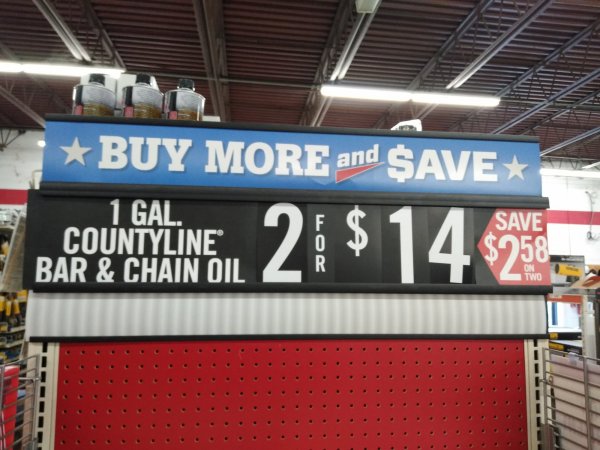 ★ BUY MORE and $AVE ★
1 GAL.
COUNTYLINE®
BAR & CHAIN OIL
2 FOR $14
SAVE
$2.58
ON
TWO